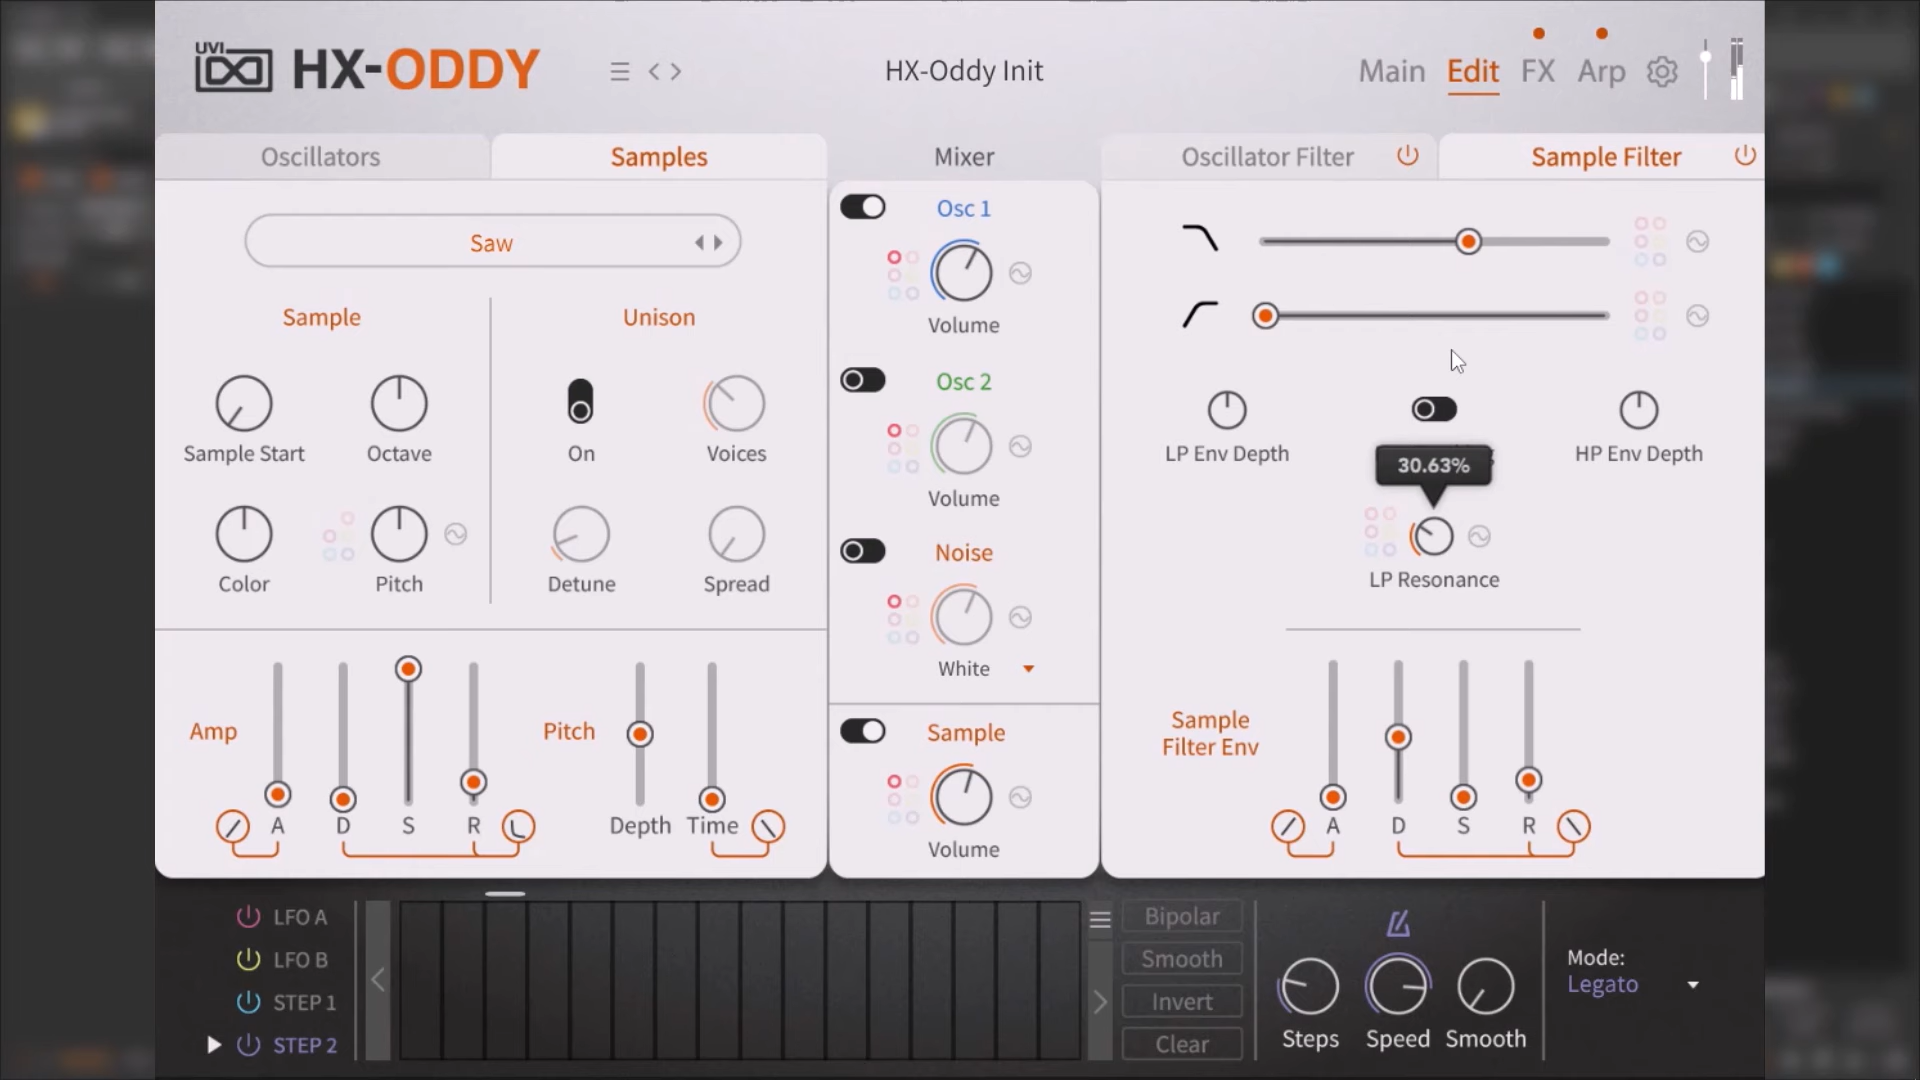 UVI
HX-ODDY
HX-Oddy Init
Main
Edit
FX
Arp
Oscillators
Samples
Mixer
Oscillator Filter
Sample Filter
Saw
Sample
Unison
Sample Start
Octave
On
Voices
Color
Pitch
Detune
Spread
Amp
A
D
S
R
Pitch
Depth
Time
Osc 1
Volume
Osc 2
Volume
Noise
White
Sample
Volume
LP Env Depth
HP Env Depth
30.63%
LP Resonance
Sample
Filter Env
A
D
S
R
LFO A
LFO B
STEP 1
STEP 2
Bipolar
Smooth
Invert
Clear
Steps
Speed
Smooth
Mode:
Legato